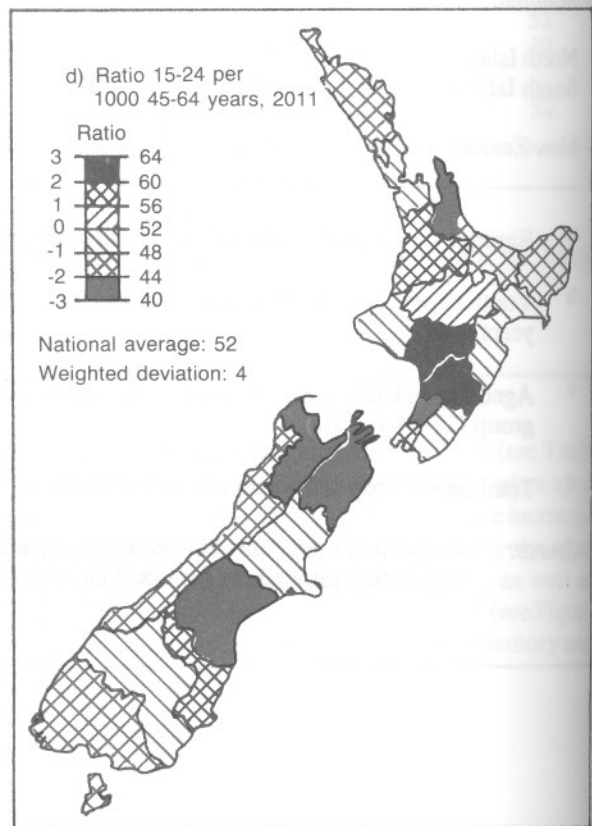 d) Ratio 15-24 per
1000 45-64 years, 2011
Ratio
3 64
2 60
1 56
0 52
-1 48
-2 44
-3 40
National average: 52
Weighted deviation: 4